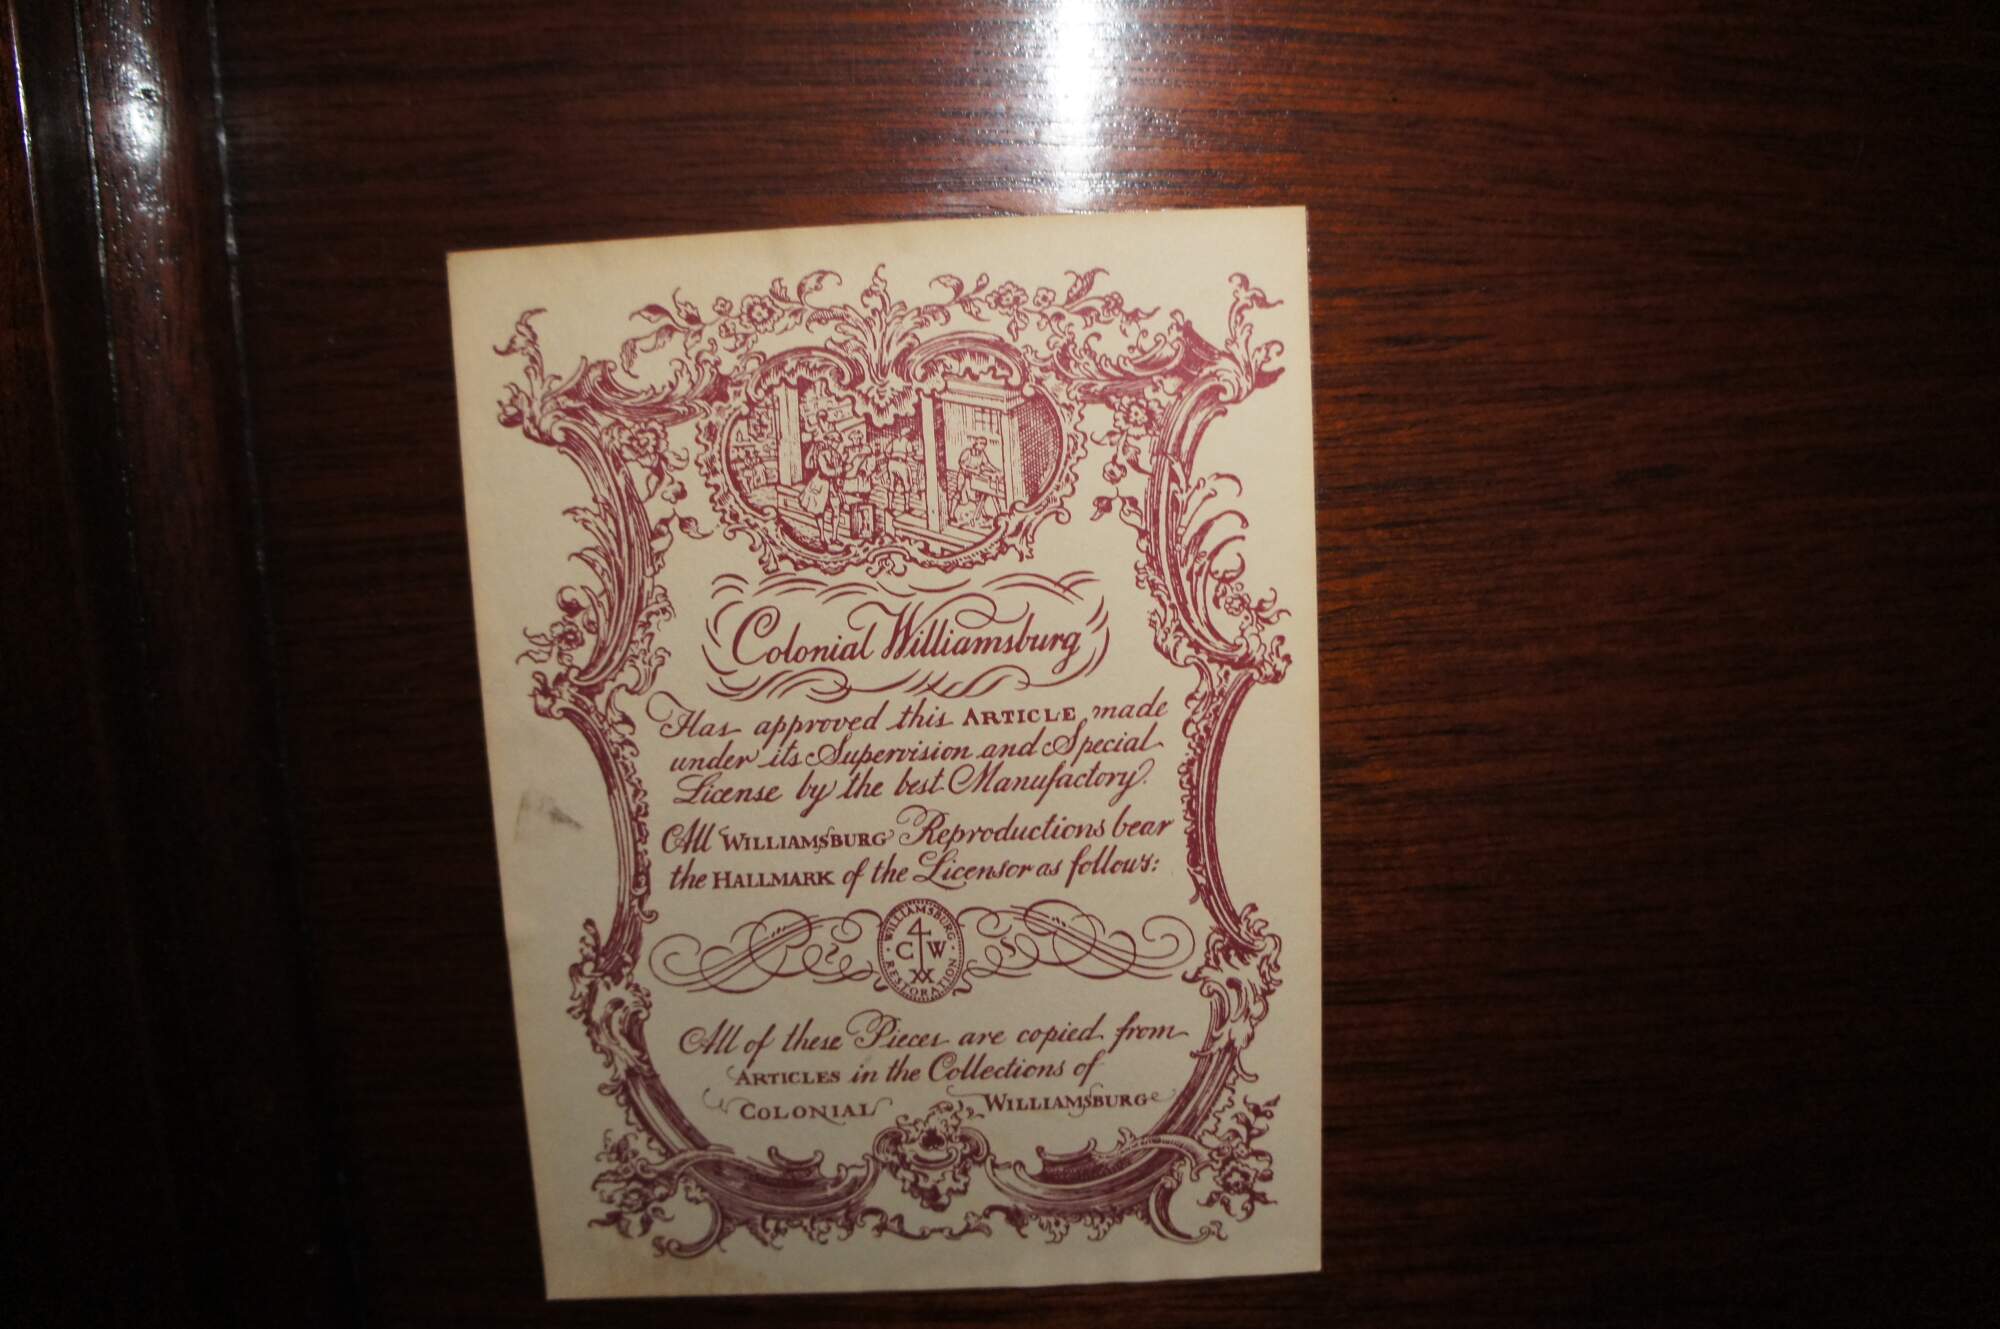 Colonial Williamsburg
Has approved this ARTICLE made
under its Supervision and Special
License by the best Manufactory.
All WILLIAMSBURG Reproductions bear
the HALLMARK of the Licensor as follows:
WILLIAMSBURG
C W
RESTORATION
All of these Pieces are copied from
ARTICLES in the Collections of
COLONIAL WILLIAMSBURG